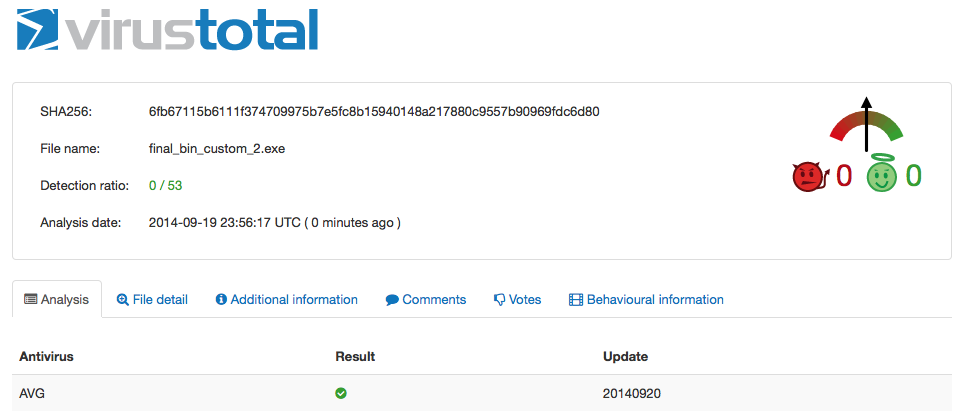 virustotal
SHA256: 6fb67115b6111f374709975b7e5fc8b15940148a217880c9557b90969fdc6d80
File name: final_bin_custom_2.exe
Detection ratio: 0 / 53
0 0
Analysis date: 2014-09-19 23:56:17 UTC ( 0 minutes ago )
Analysis File detail Additional information Comments Votes Behavioural information
Antivirus Result Update
AVG 20140920